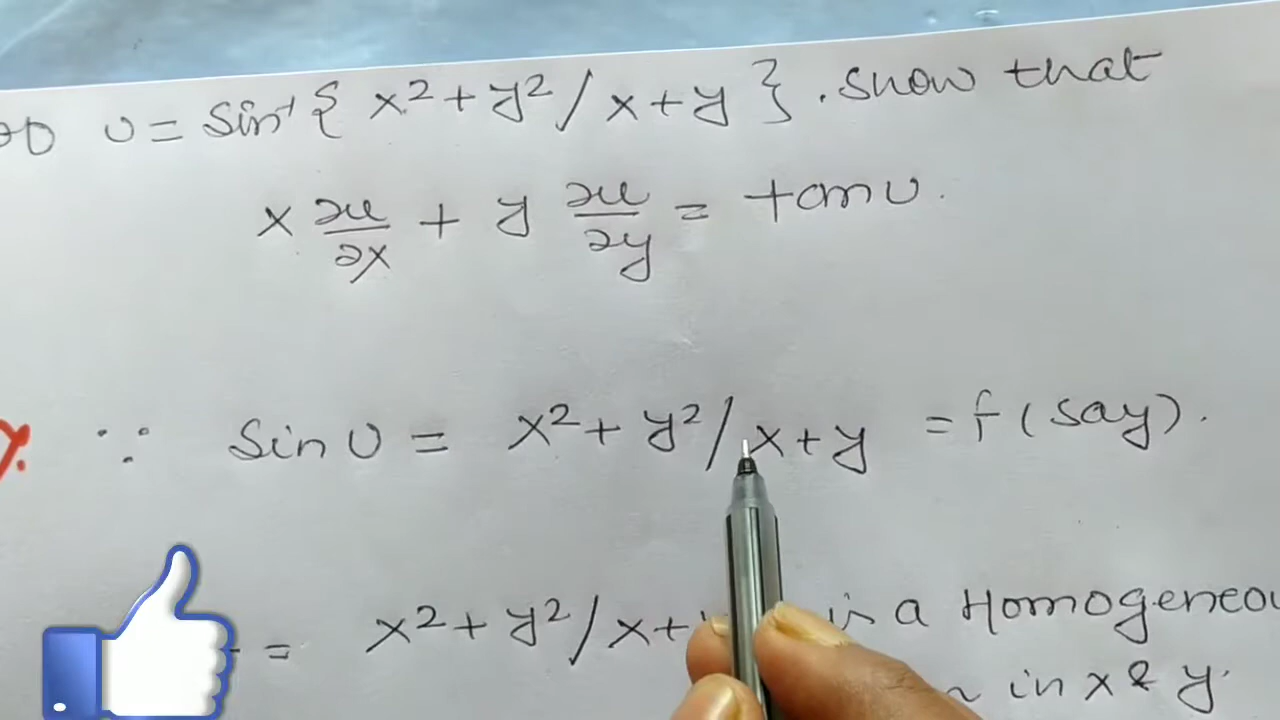 U = Sin⁻¹ { x² + y² / x + y } . Show that
x ∂u/∂x + y ∂u/∂y = tan U .
∵ Sin U = x² + y² / x + y = f (say) .
= x² + y² / x + is a Homogeneou
in x & y .